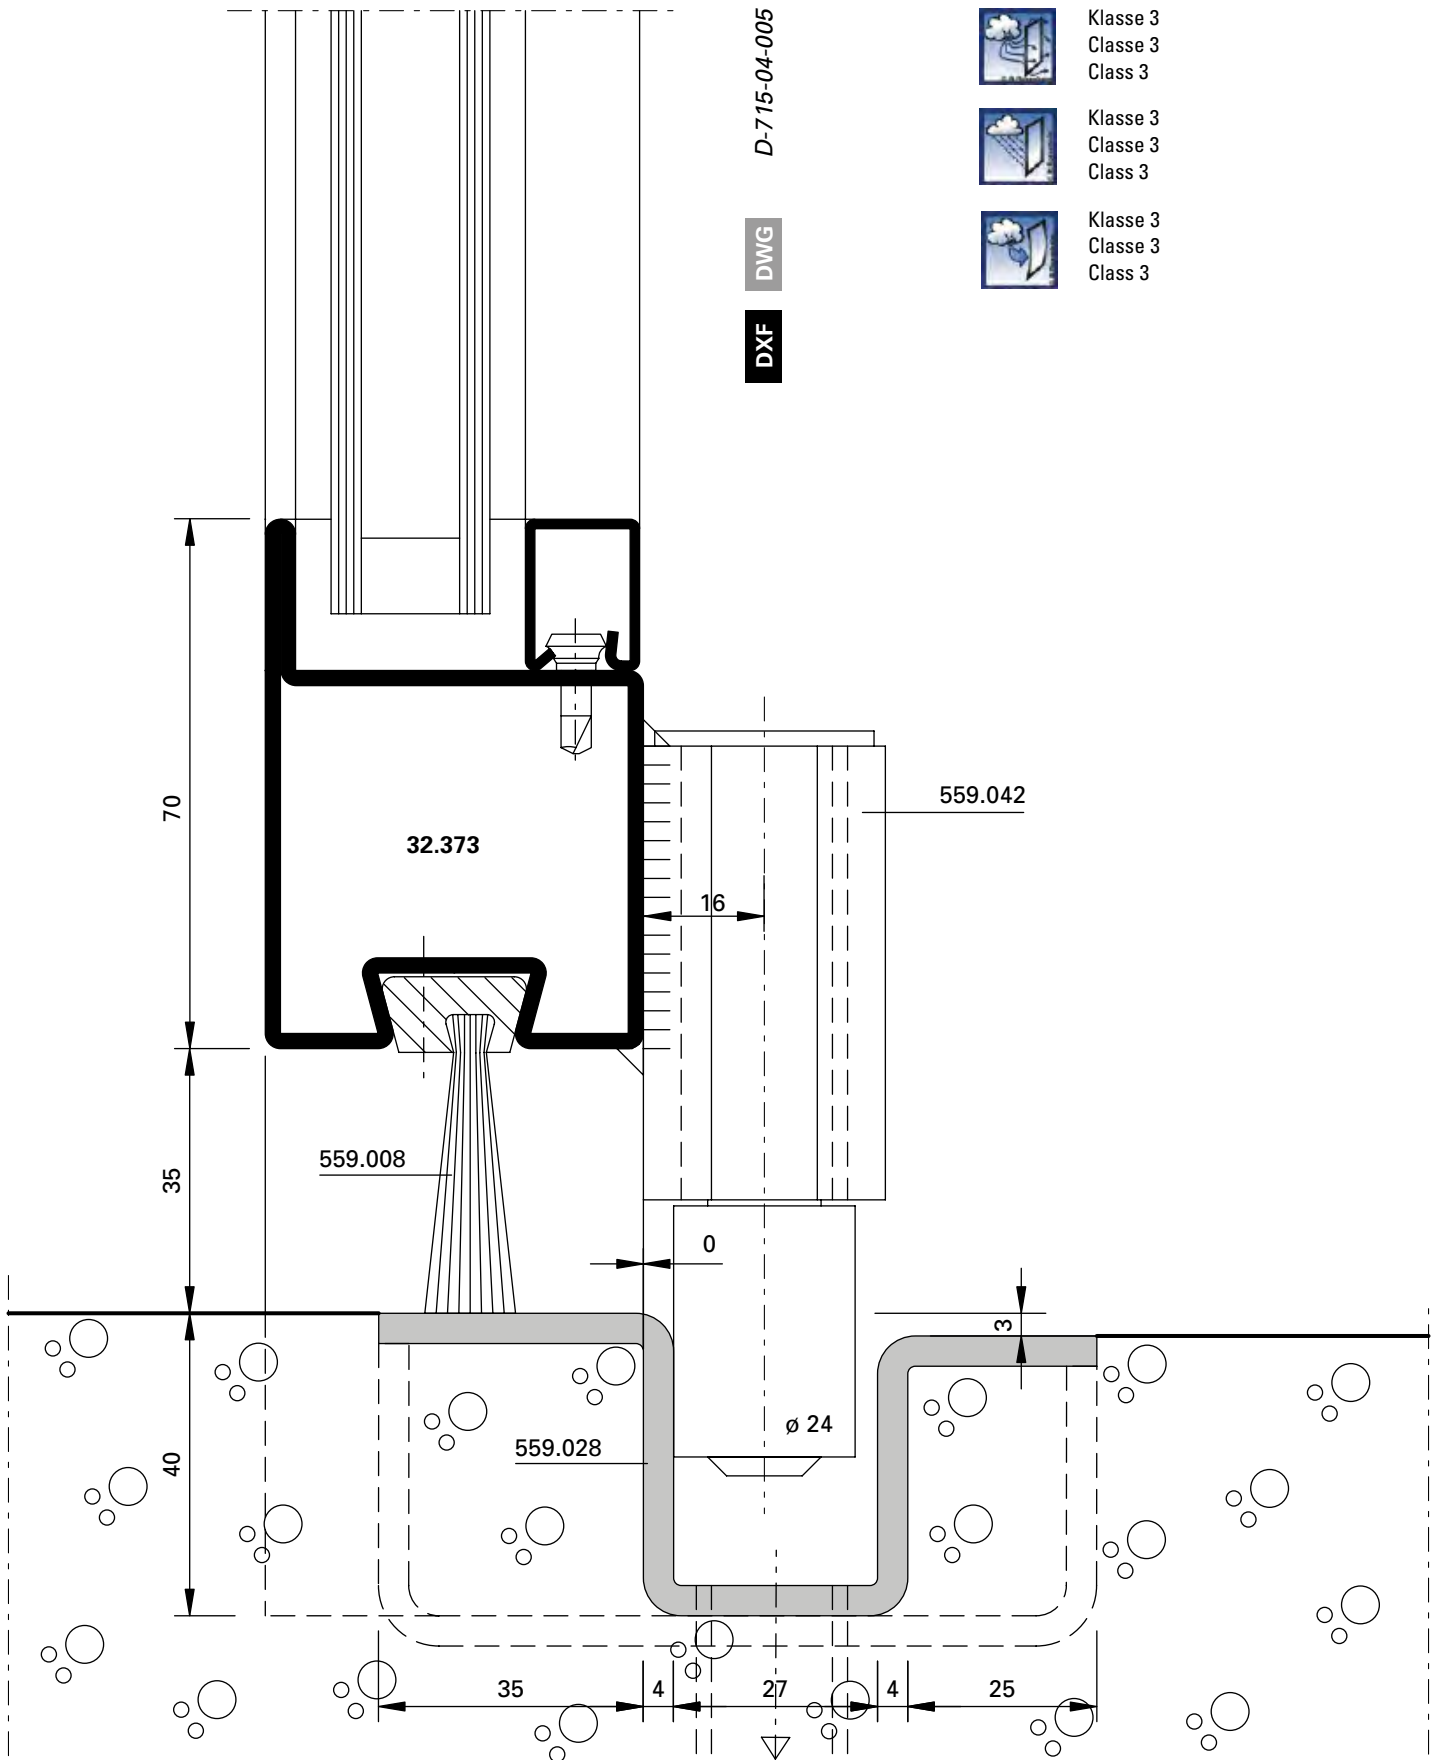 D-715-04-005
Klasse 3
Classe 3
Class 3
Klasse 3
Classe 3
Class 3
DWG
Klasse 3
Classe 3
Class 3
DXF
70
559.042
32.373
16
559.008
35
0
3
ø 24
559.028
40
35
4
27
4
25